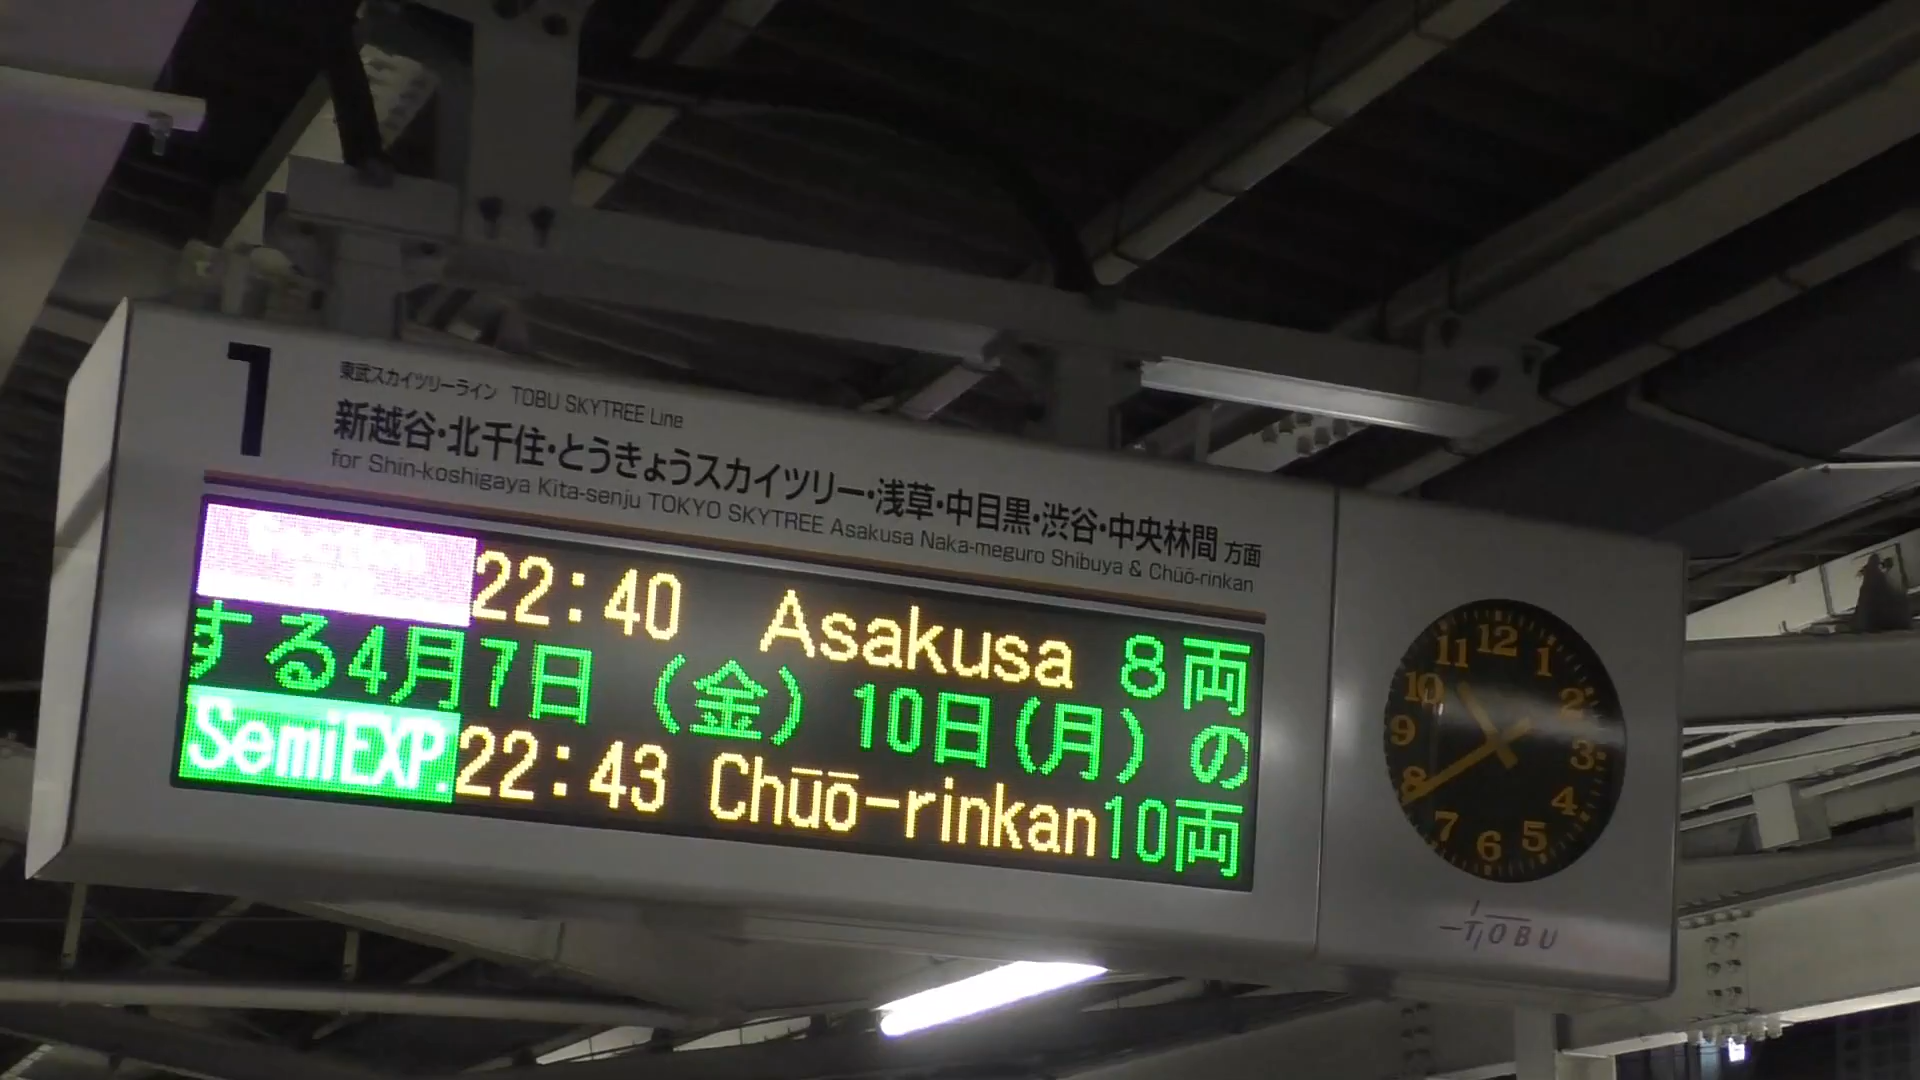 1
東武スカイツリーライン TOBU SKYTREE Line
新越谷・北千住・とうきょうスカイツリー・浅草・中目黒・渋谷・中央林間 方面
for Shin-koshigaya Kita-senju TOKYO SKYTREE Asakusa Naka-meguro Shibuya & Chūō-rinkan
22:40 Asakusa 8両
する4月7日（金）10日（月）の
SemiEXP. 22:43 Chūō-rinkan 10両
12 1 2 3 4 5 6 7 8 9 10 11
TOBU